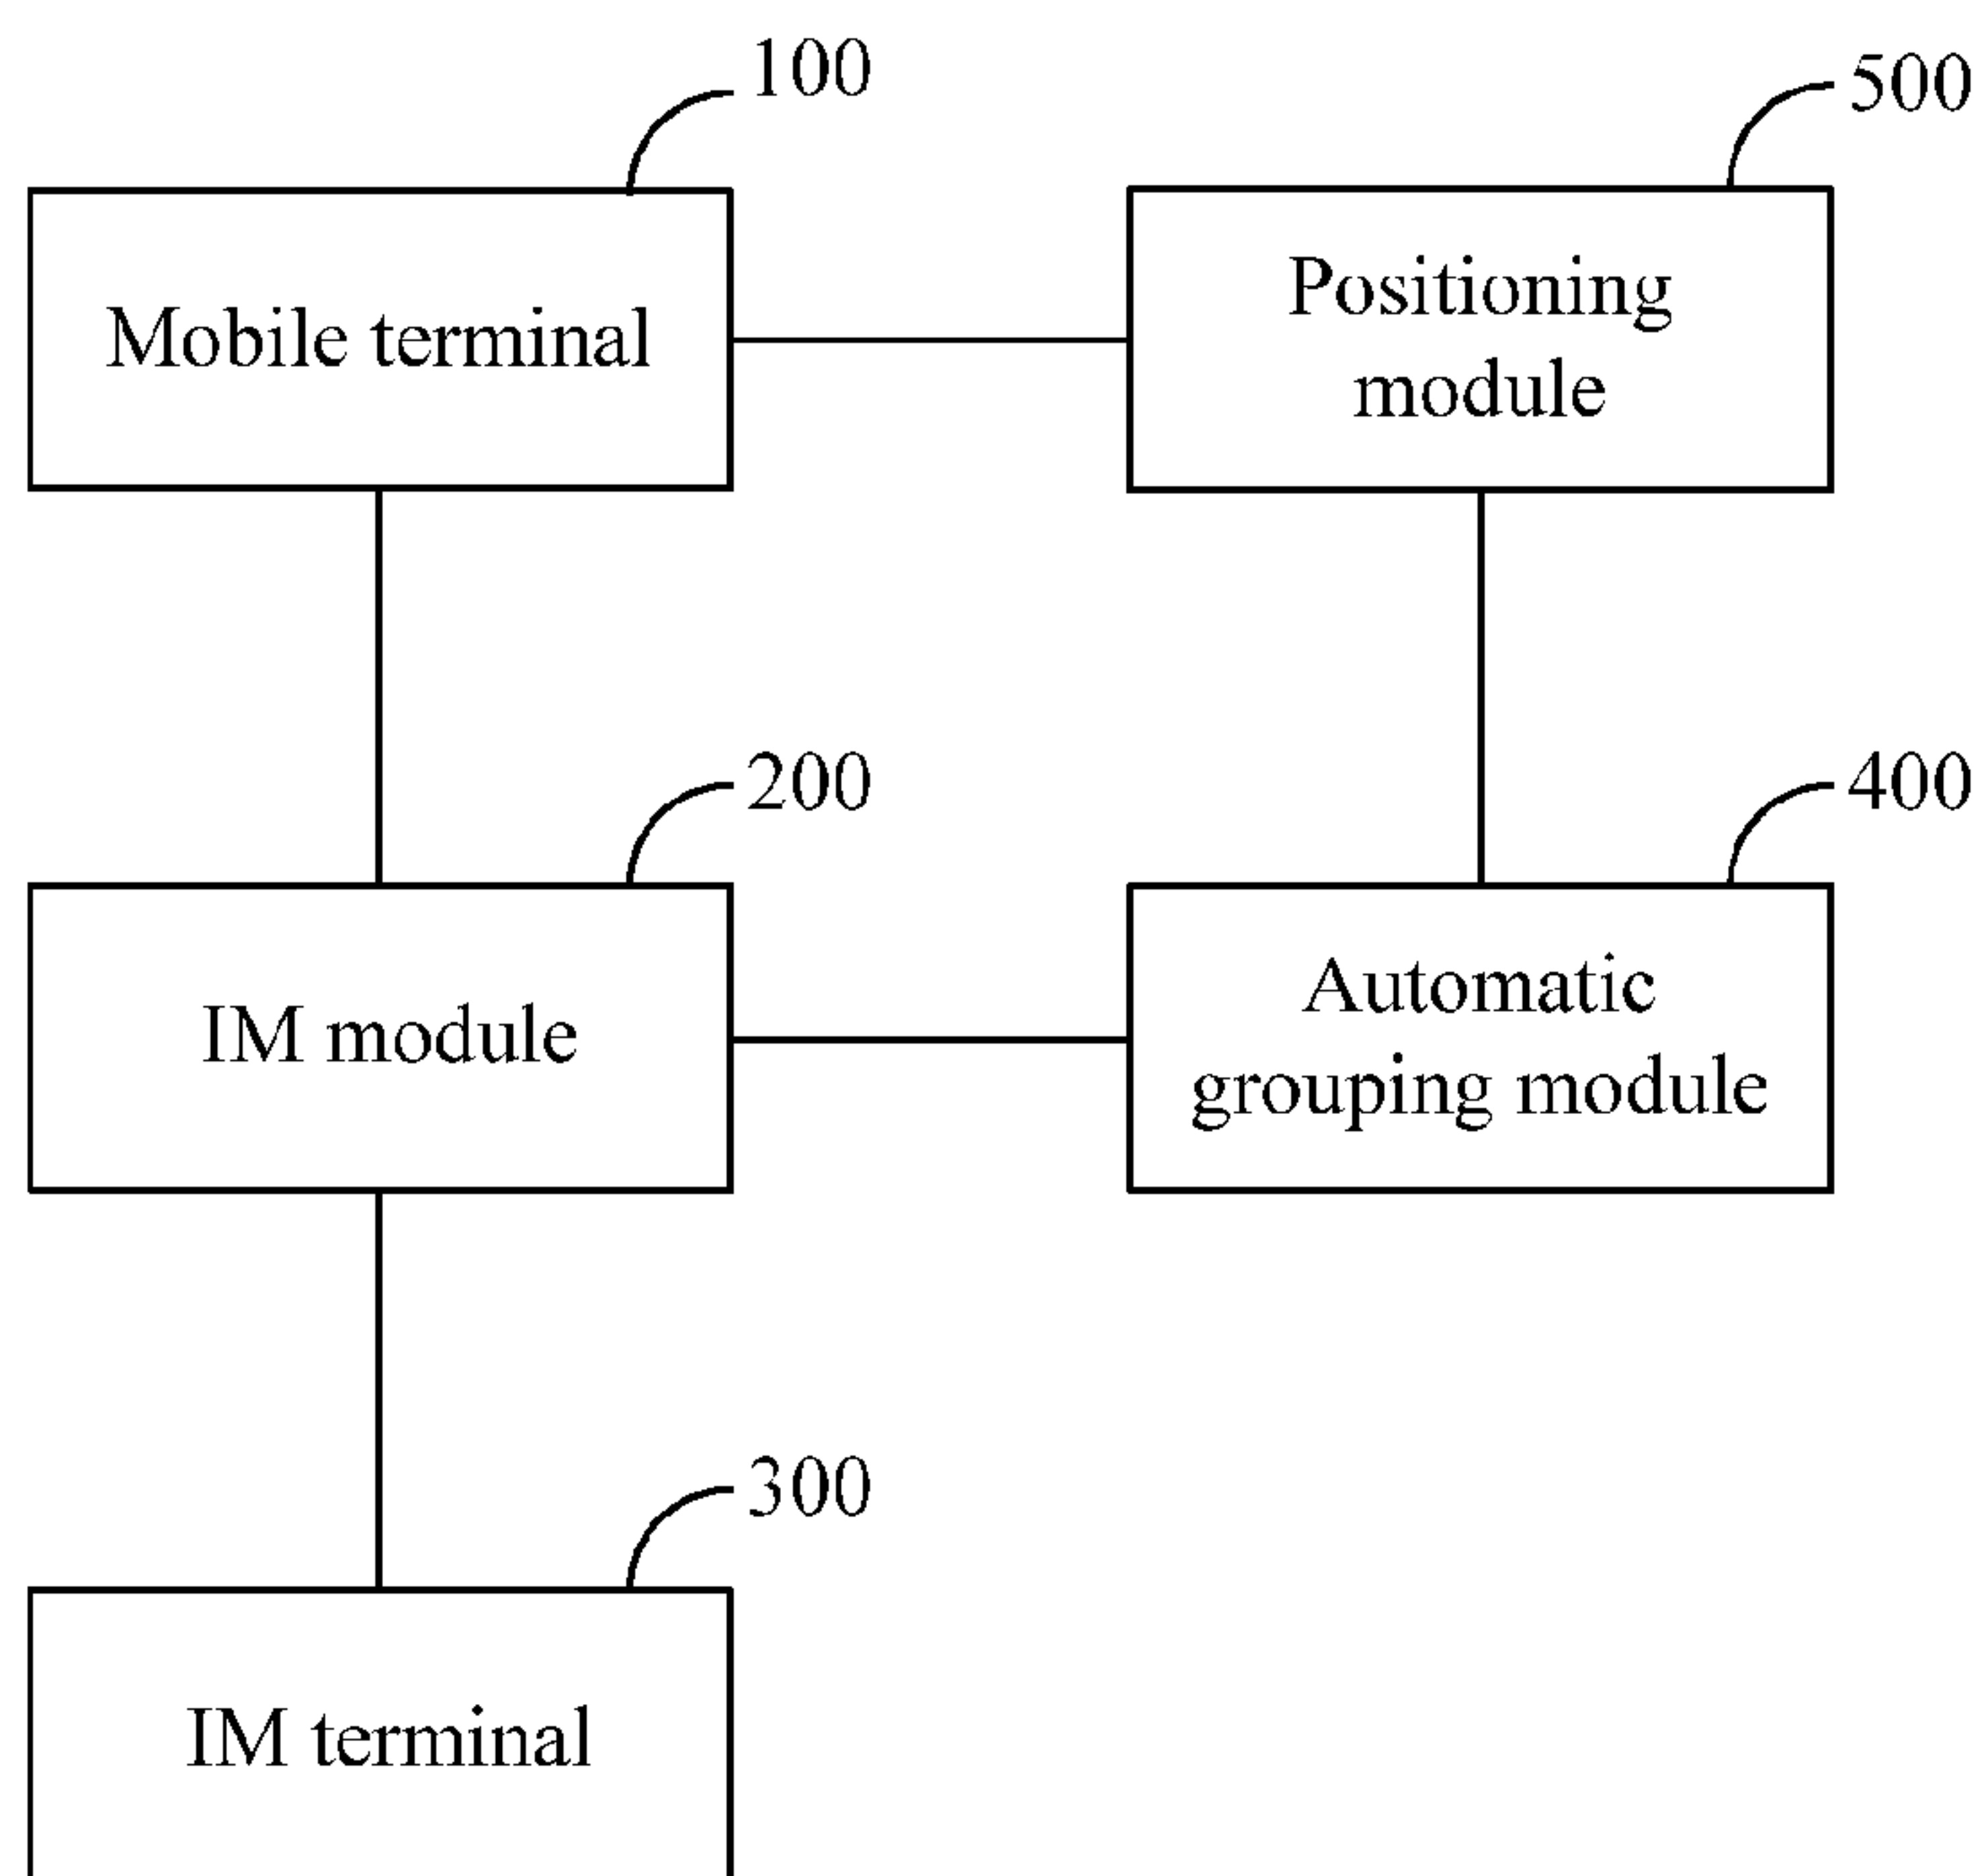 100
500
Mobile terminal
Positioning
module
200
400
IM module
Automatic
grouping module
300
IM terminal